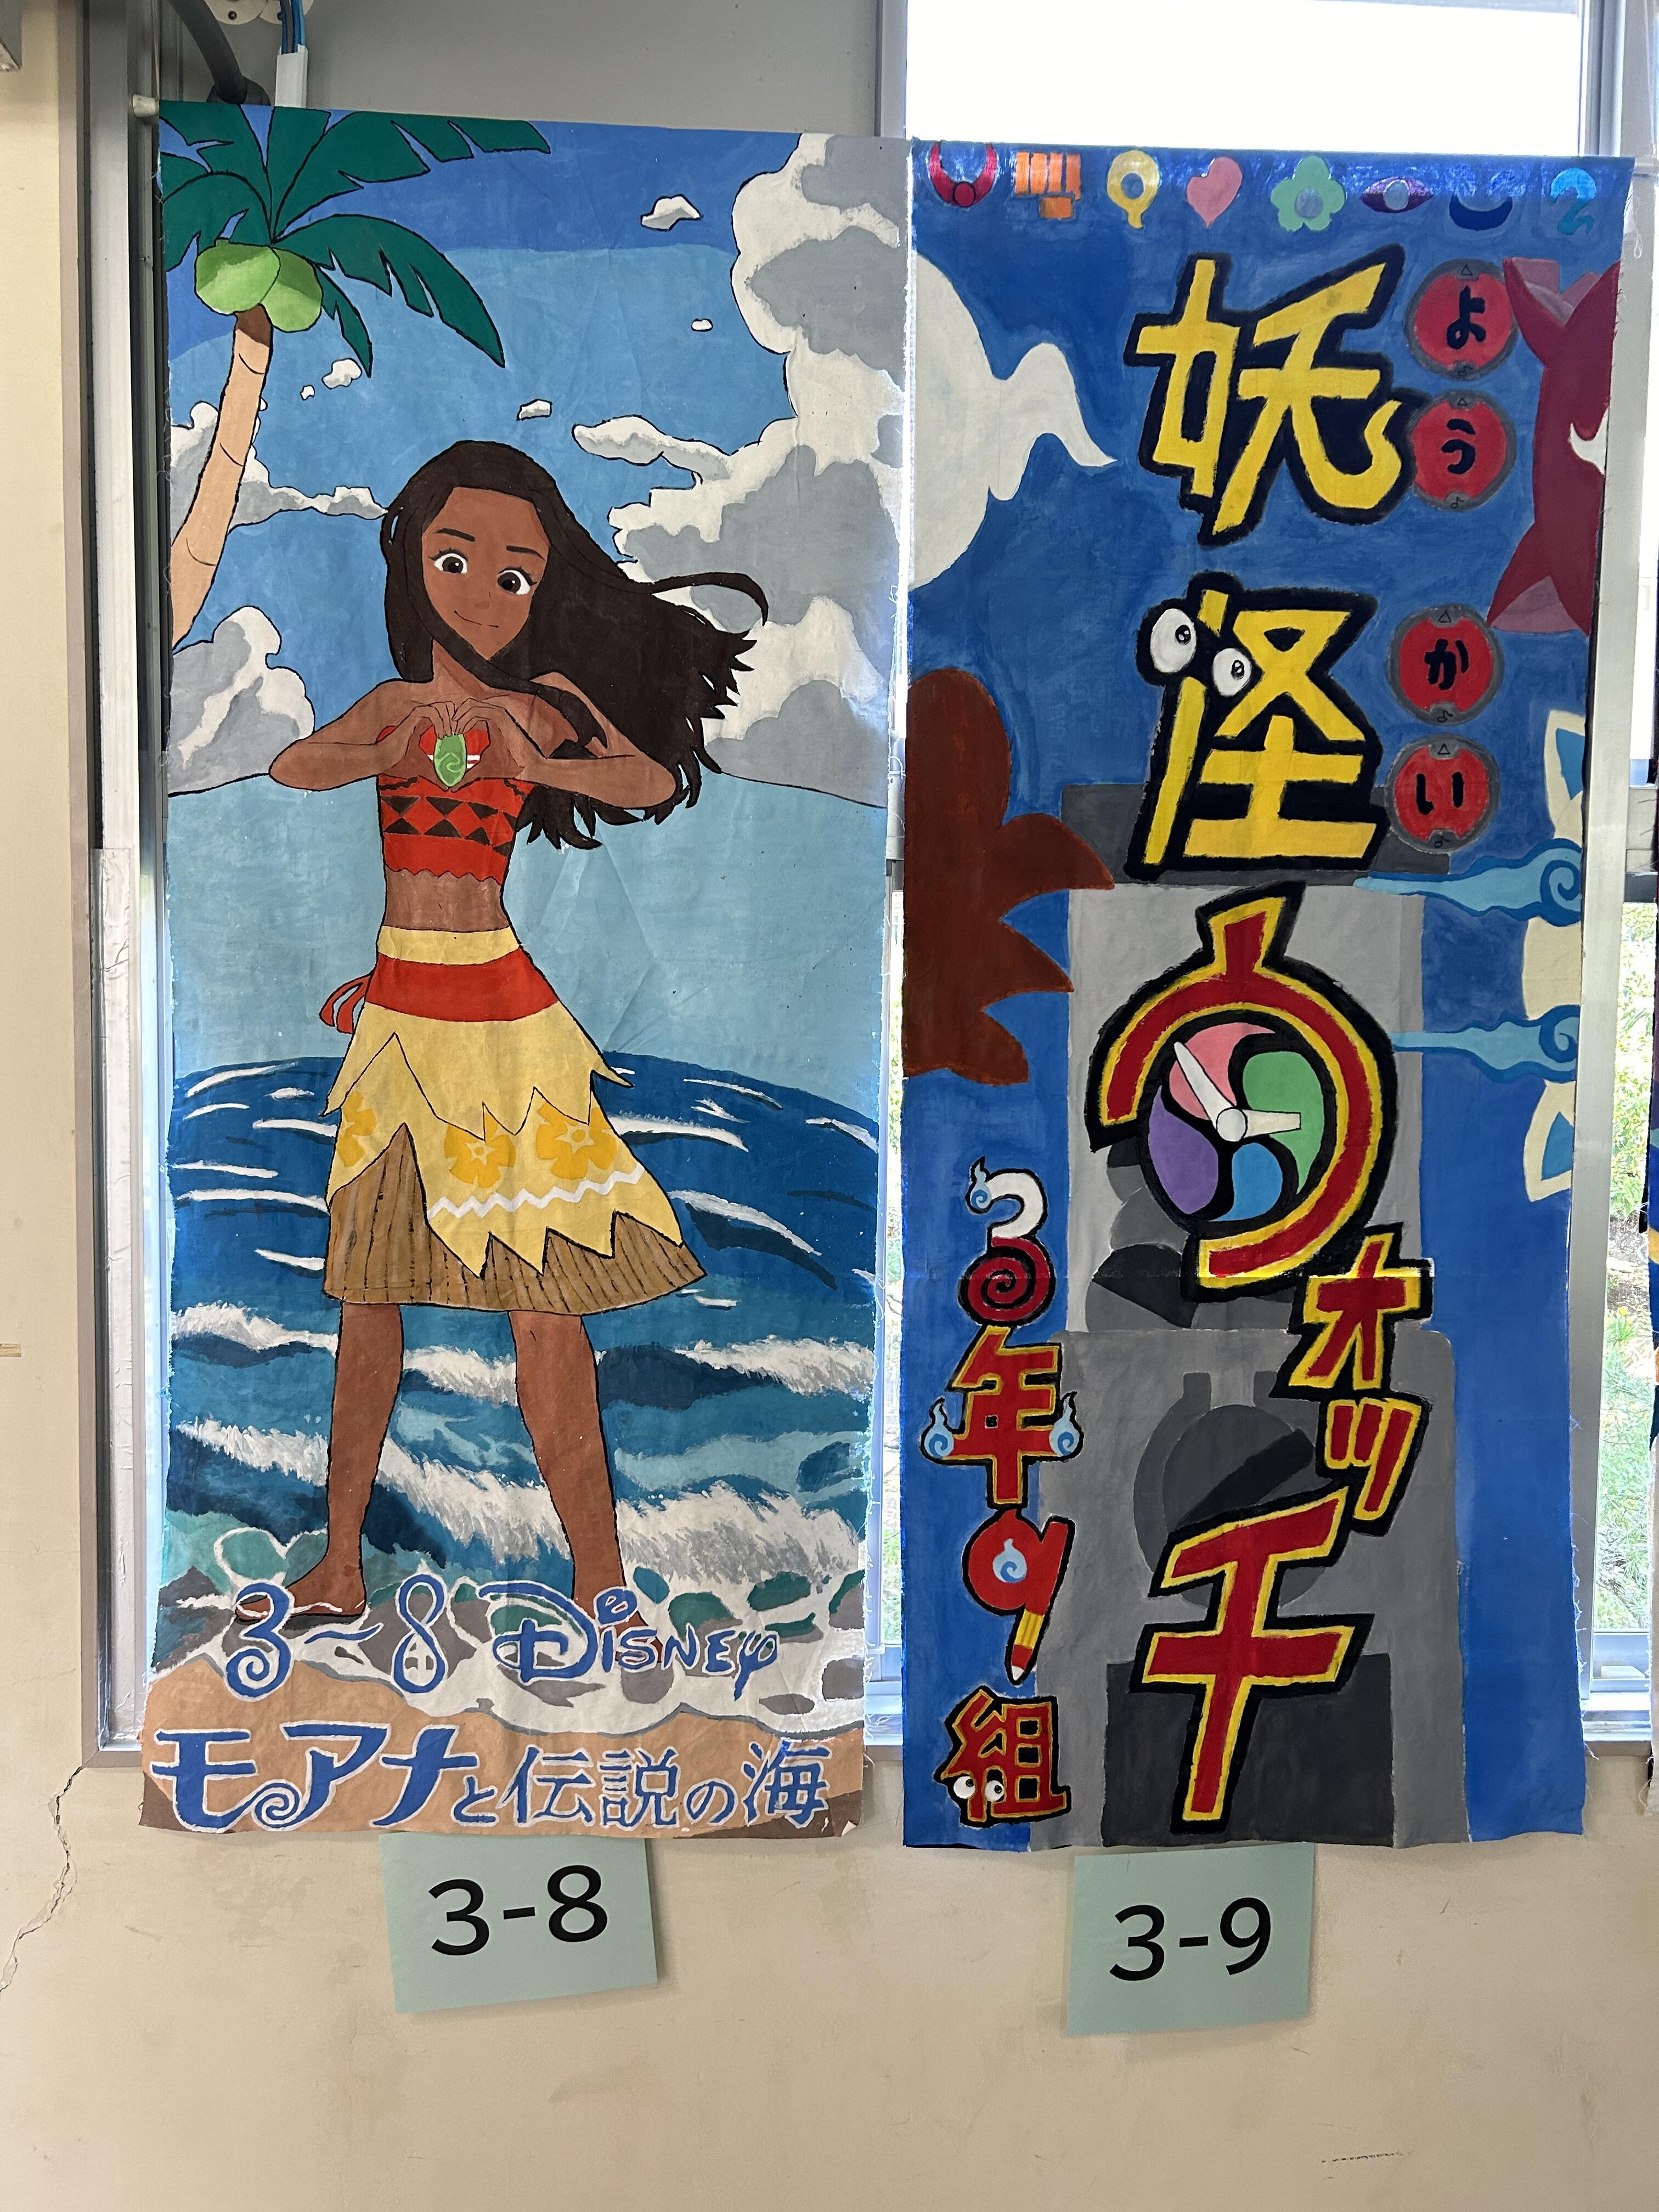 3~8 DISNEY
モアナと伝説の海
3-8
妖怪
よう
かい
ウォッチ
3年9組
3-9